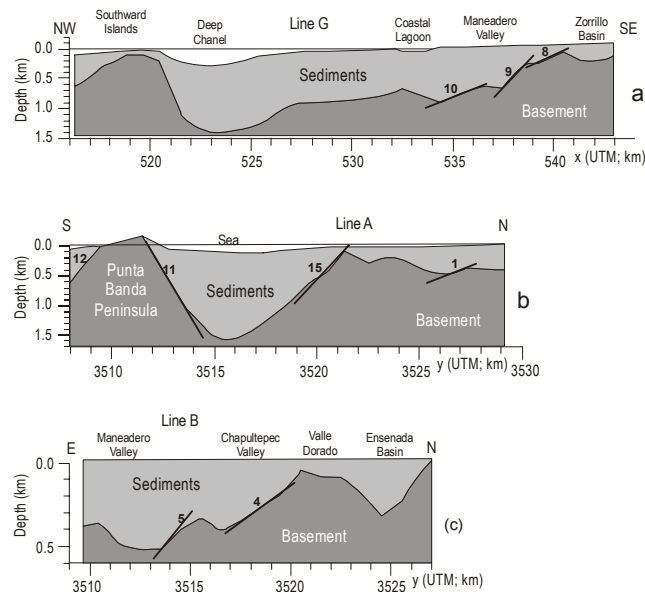 Southward Islands
Deep Chanel
Line G
Coastal Lagoon
Maneadero Valley
Zorrillo Basin
NW
SE
0.0
0.5
1.0
1.5
Depth (km)
Sediments
Basement
10
9
8
a
520
525
530
535
540
x (UTM; km)
S
Sea
Line A
N
0.0
0.5
1.0
1.5
Depth (km)
12
Punta Banda Peninsula
11
Sediments
15
1
Basement
b
3510
3515
3520
3525
3530
y (UTM; km)
Line B
E
Maneadero Valley
Chapultepec Valley
Valle Dorado
Ensenada Basin
N
0.0
0.5
Depth (km)
Sediments
5
4
Basement
(c)
3510
3515
3520
3525
y (UTM; km)